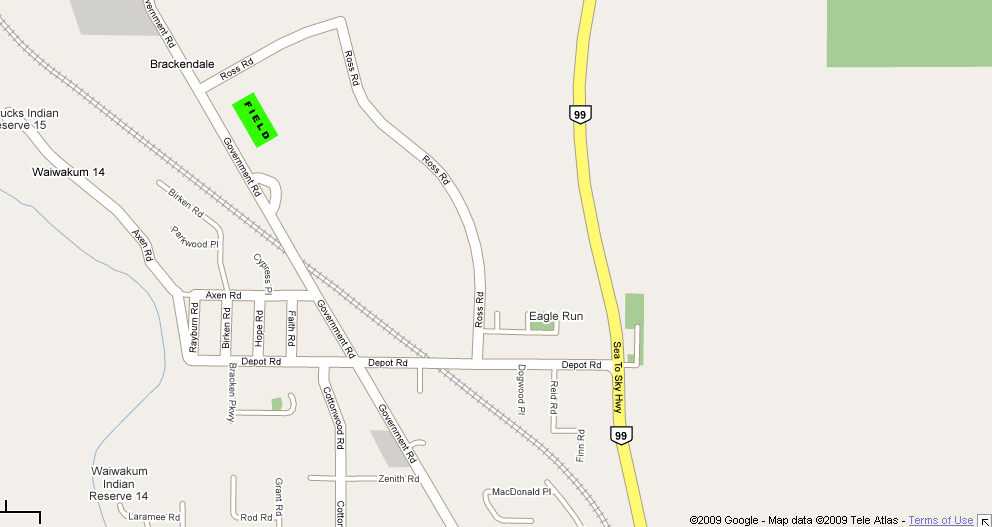 Government Rd
Brackendale
Ross Rd
Ross Rd
FIELD
99
ucks Indian
eserve 15
Government Rd
Ross Rd
Waiwakum 14
Birken Rd
Parkwood Pl
Axen Rd
Cypress Pl
Axen Rd
Rayburn Rd
Birken Rd
Hope Rd
Faith Rd
Government Rd
Ross Rd
Eagle Run
Depot Rd
Depot Rd
Depot Rd
Sea To Sky Hwy
Bracken Pkwy
Cottonwood Rd
Dogwood Pl
Reid Rd
Government Rd
Finn Rd
99
Waiwakum
Indian
Reserve 14
Zenith Rd
Grant Rd
MacDonald Pl
Laramee Rd
Rod Rd
Cotto
©2009 Google - Map data ©2009 Tele Atlas - Terms of Use